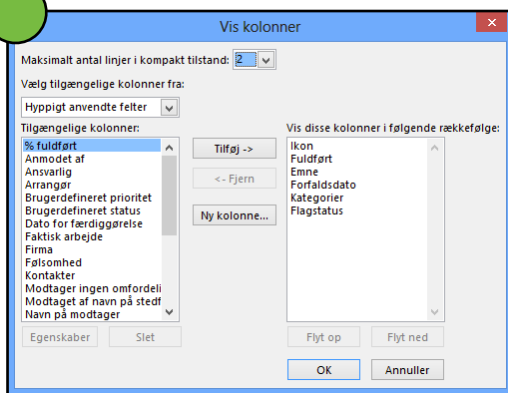 Vis kolonner
Maksimalt antal linjer i kompakt tilstand: 2
Vælg tilgængelige kolonner fra:
Hyppigt anvendte felter
Tilgængelige kolonner:
% fuldført
Anmodet af
Ansvarlig
Arrangør
Brugerdefineret prioritet
Brugerdefineret status
Dato for færdiggørelse
Faktisk arbejde
Firma
Følsomhed
Kontakter
Modtager ingen omfordeli
Modtaget af navn på stedf
Navn på modtager
Egenskaber
Slet
Tilføj ->
<- Fjern
Ny kolonne...
Vis disse kolonner i følgende rækkefølge:
Ikon
Fuldført
Emne
Forfaldsdato
Kategorier
Flagstatus
Flyt op
Flyt ned
OK
Annuller